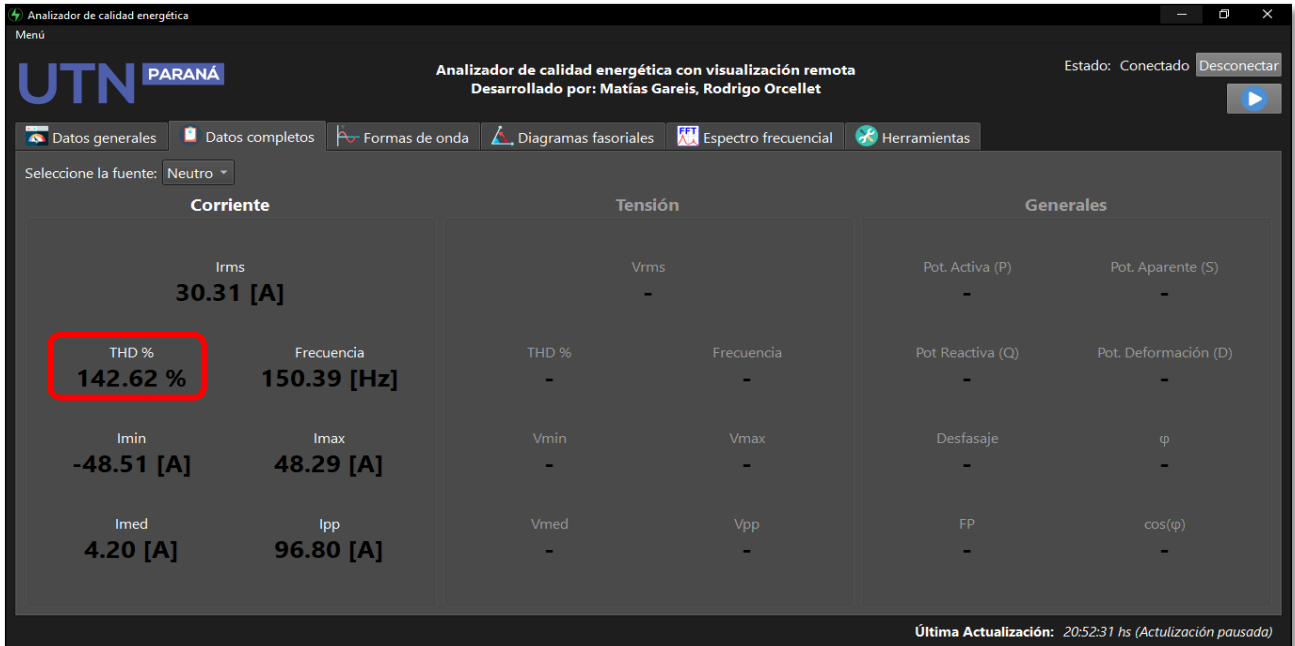 Analizador de calidad energética
Menú
UTN PARANÁ
Analizador de calidad energética con visualización remota
Desarrollado por: Matías Gareis, Rodrigo Orcellet
Estado: Conectado Desconectar
Datos generales Datos completos Formas de onda Diagramas fasoriales FFT Espectro frecuencial Herramientas
Seleccione la fuente: Neutro
Corriente Tensión Generales
Irms Vrms Pot. Activa (P) Pot. Aparente (S)
30.31 [A] - - -
THD % Frecuencia THD % Frecuencia Pot Reactiva (Q) Pot. Deformación (D)
142.62 % 150.39 [Hz] - - - -
Imin Imax Vmin Vmax Desfasaje φ
-48.51 [A] 48.29 [A] - - - -
Imed Ipp Vmed Vpp FP cos(φ)
4.20 [A] 96.80 [A] - - - -
Última Actualización: 20:52:31 hs (Actulización pausada)